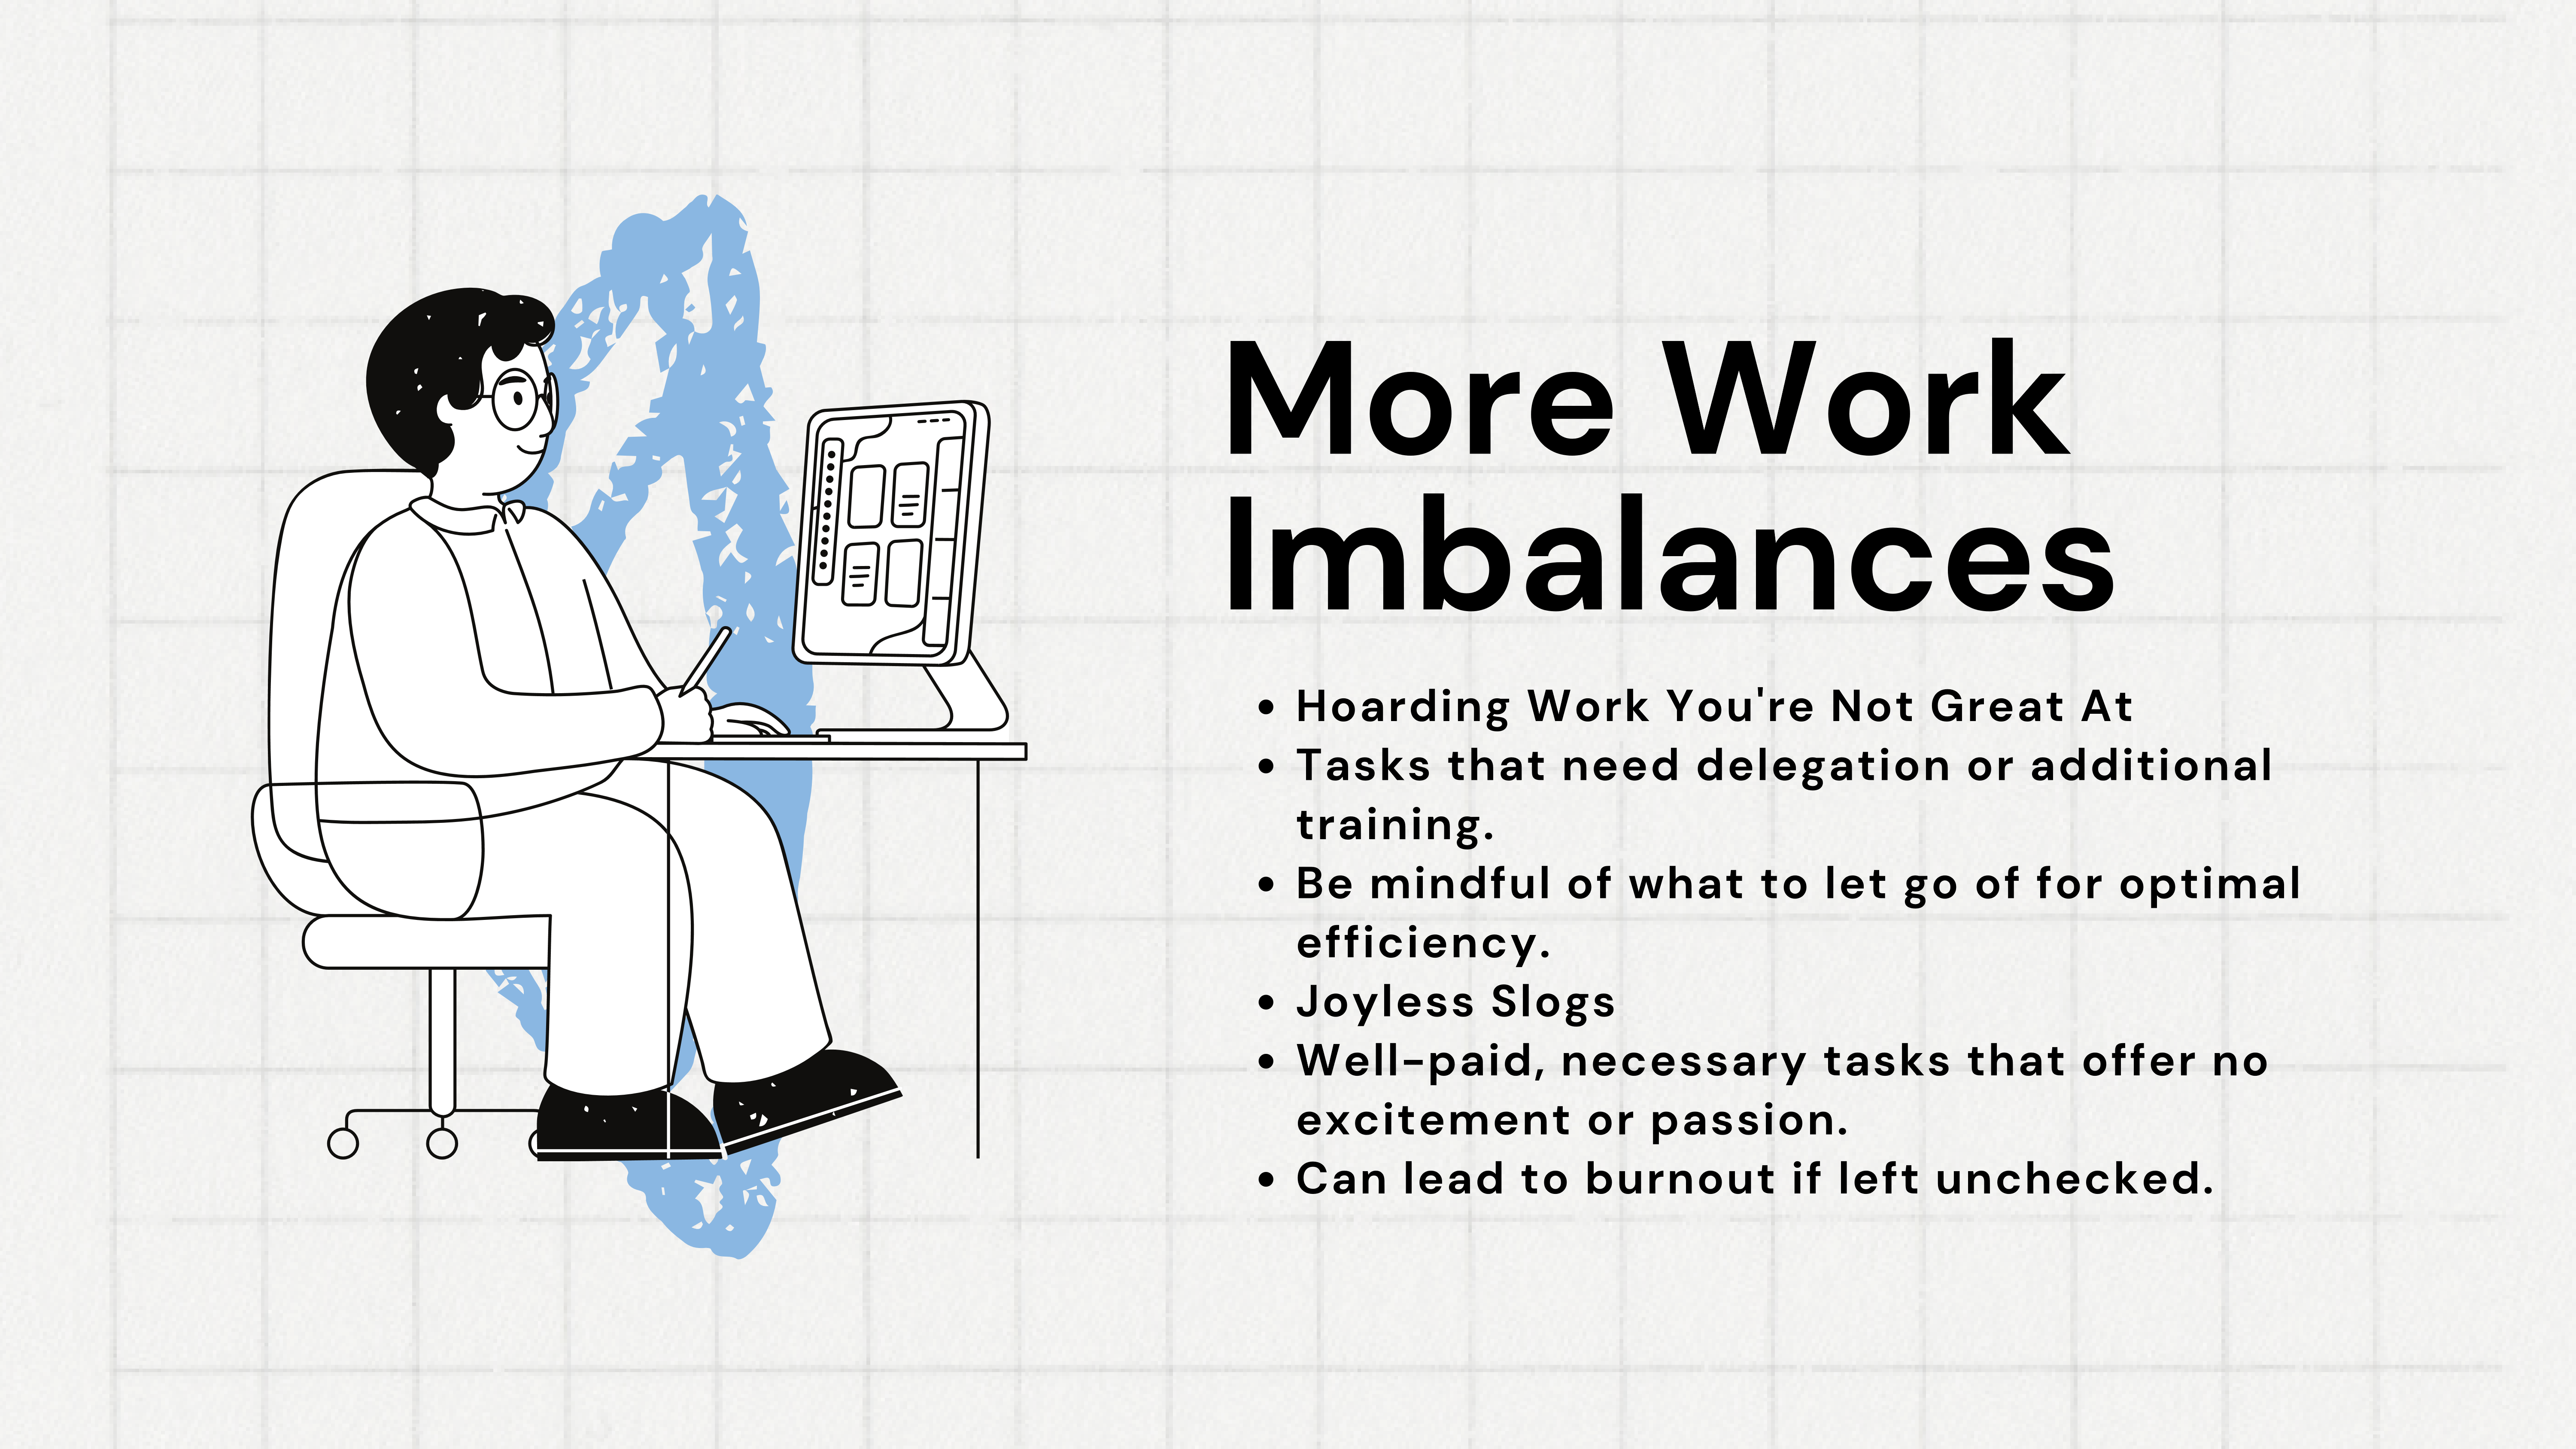 More Work
Imbalances
• Hoarding Work You're Not Great At
• Tasks that need delegation or additional
training.
• Be mindful of what to let go of for optimal
efficiency.
• Joyless Slogs
• Well-paid, necessary tasks that offer no
excitement or passion.
• Can lead to burnout if left unchecked.